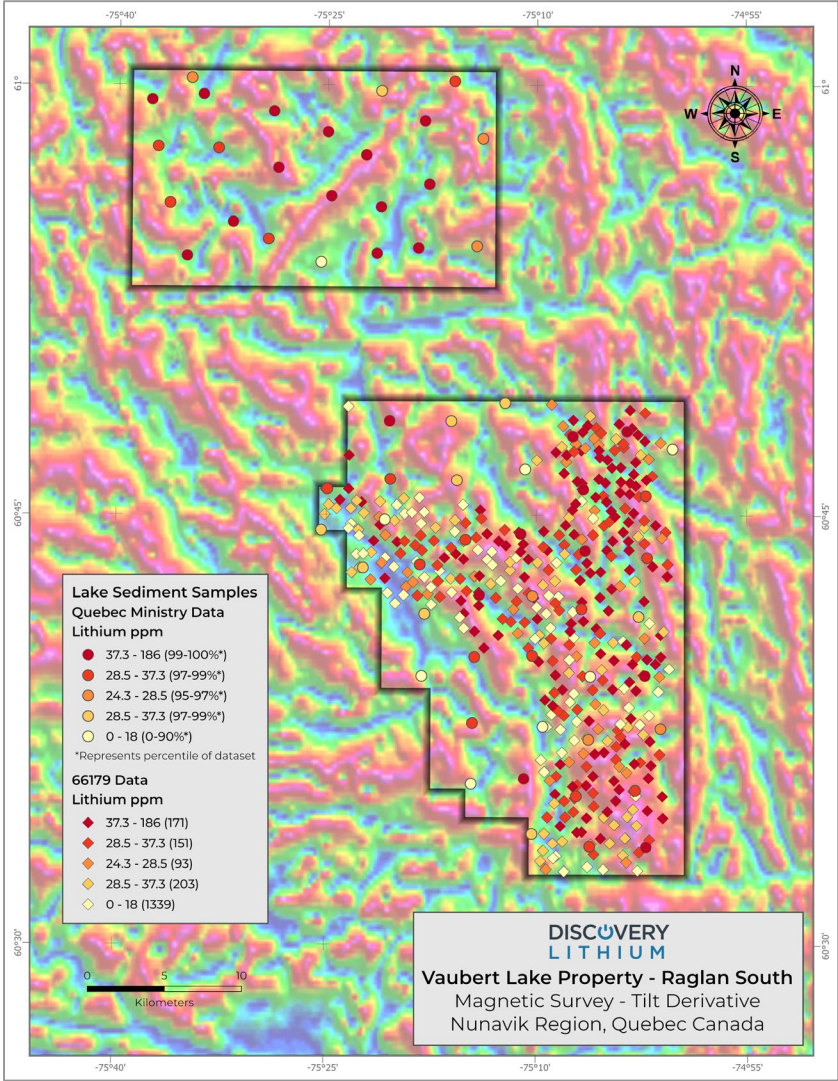 -75°40' -75°25' -75°10' -74°55'
61° 61°
N
W E
S
60°45' 60°45'
Lake Sediment Samples
Quebec Ministry Data
Lithium ppm
37.3 - 186 (99-100%*)
28.5 - 37.3 (97-99%*)
24.3 - 28.5 (95-97%*)
28.5 - 37.3 (97-99%*)
0 - 18 (0-90%*)
*Represents percentile of dataset
66179 Data
Lithium ppm
37.3 - 186 (171)
28.5 - 37.3 (151)
24.3 - 28.5 (93)
28.5 - 37.3 (203)
0 - 18 (1339)
60°30' 60°30'
0 5 10
Kilometers
DISCOVERY
LITHIUM
Vaubert Lake Property - Raglan South
Magnetic Survey - Tilt Derivative
Nunavik Region, Quebec Canada
-75°40' -75°25' -75°10' -74°55'